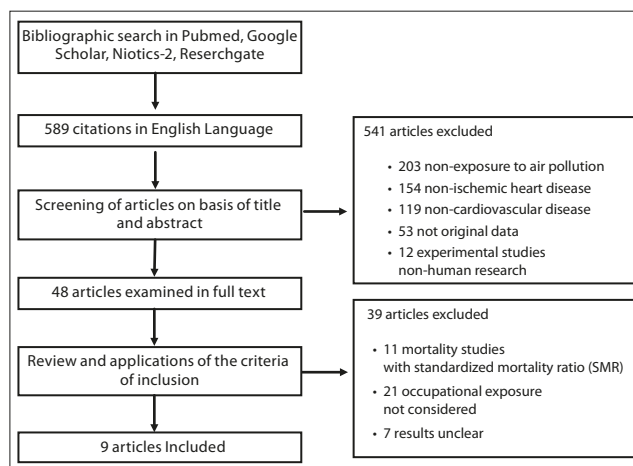 Bibliographic search in Pubmed, Google
Scholar, Niotics-2, Reserchgate
589 citations in English Language
Screening of articles on basis of title
and abstract
48 articles examined in full text
Review and applications of the criteria
of inclusion
9 articles Included
541 articles excluded
• 203 non-exposure to air pollution
• 154 non-ischemic heart disease
• 119 non-cardiovascular disease
• 53 not original data
• 12 experimental studies
non-human research
39 articles excluded
• 11 mortality studies
with standardized mortality ratio (SMR)
• 21 occupational exposure
not considered
• 7 results unclear